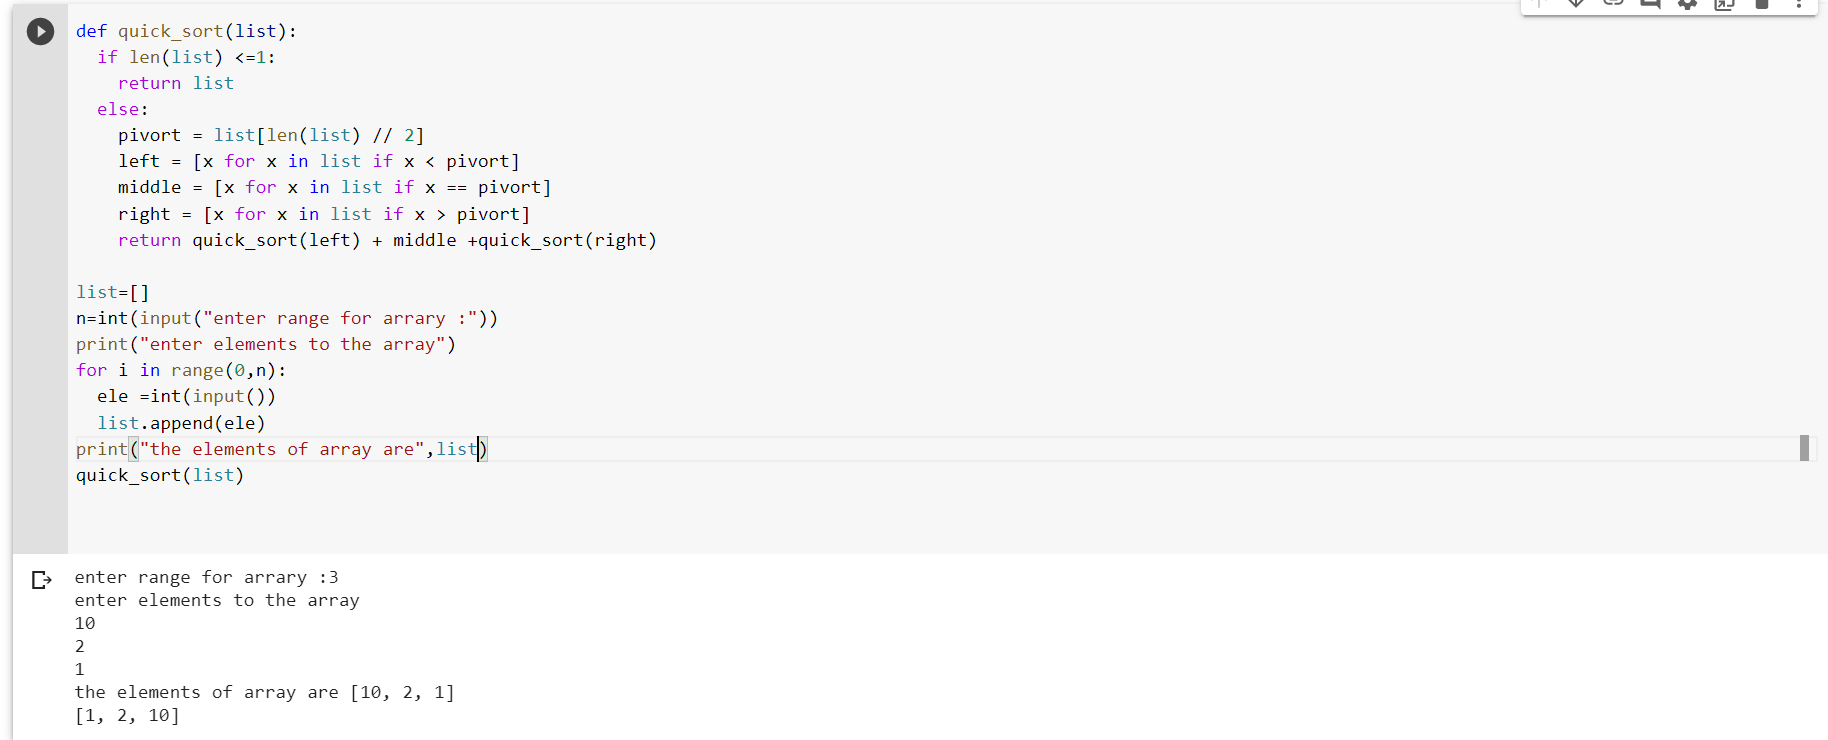 def quick_sort(list):
  if len(list) <=1:
    return list
  else:
    pivort = list[len(list) // 2]
    left = [x for x in list if x < pivort]
    middle = [x for x in list if x == pivort]
    right = [x for x in list if x > pivort]
    return quick_sort(left) + middle +quick_sort(right)

list=[]
n=int(input("enter range for arrary :"))
print("enter elements to the array")
for i in range(0,n):
  ele =int(input())
  list.append(ele)
print("the elements of array are",list)
quick_sort(list)

enter range for arrary :3
enter elements to the array
10
2
1
the elements of array are [10, 2, 1]
[1, 2, 10]